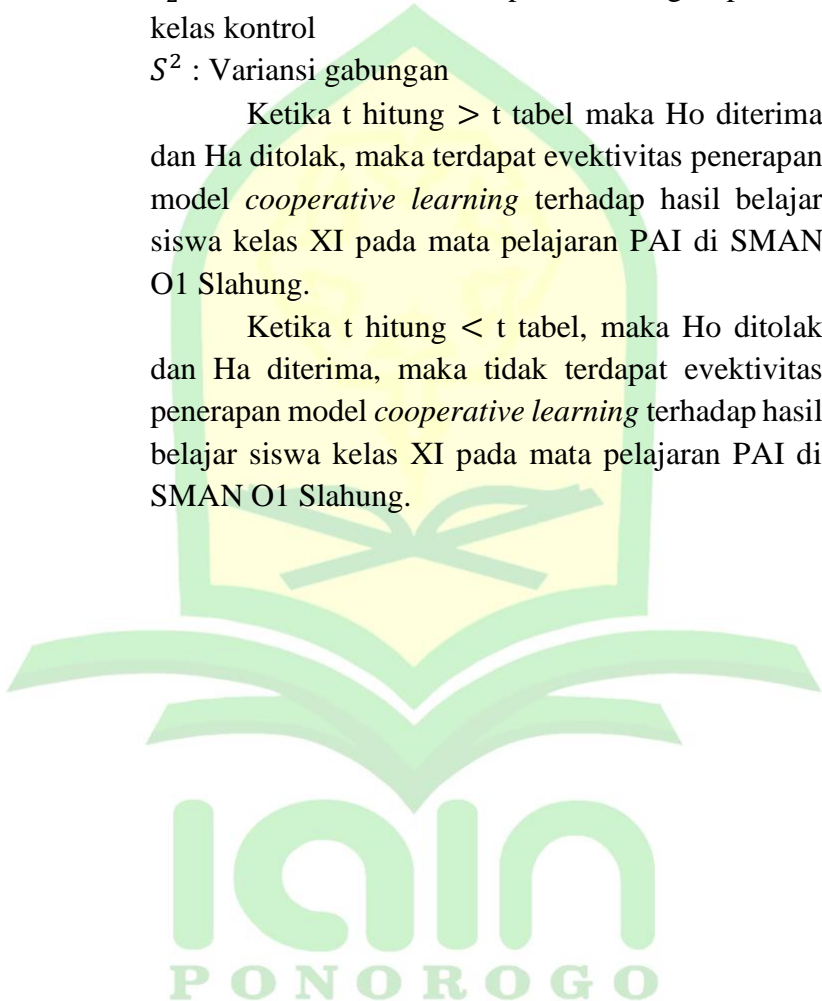 kelas kontrol
𝑆² : Variansi gabungan
Ketika t hitung > t tabel maka Ho diterima
dan Ha ditolak, maka terdapat evektivitas penerapan
model cooperative learning terhadap hasil belajar
siswa kelas XI pada mata pelajaran PAI di SMAN
O1 Slahung.
Ketika t hitung < t tabel, maka Ho ditolak
dan Ha diterima, maka tidak terdapat evektivitas
penerapan model cooperative learning terhadap hasil
belajar siswa kelas XI pada mata pelajaran PAI di
SMAN O1 Slahung.
iain
PONOROGO